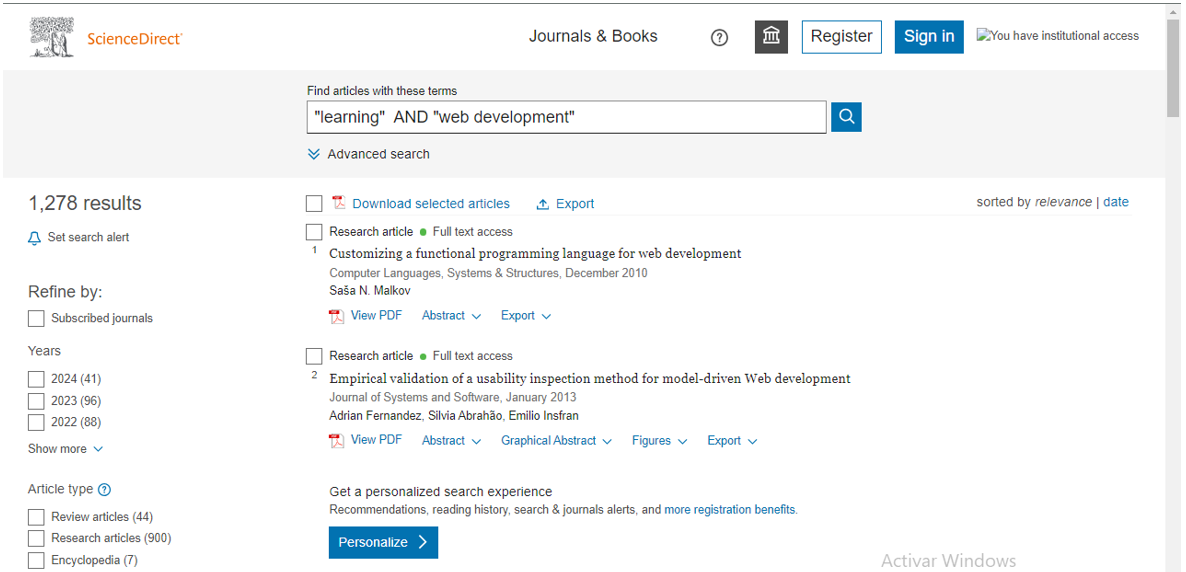 ScienceDirect®
Journals & Books
?
Register
Sign in
You have institutional access
Find articles with these terms
"learning"  AND "web development"
Advanced search
1,278 results
Set search alert
Refine by:
Subscribed journals
Years
2024 (41)
2023 (96)
2022 (88)
Show more
Article type ?
Review articles (44)
Research articles (900)
Encyclopedia (7)
Download selected articles
Export
sorted by relevance | date
Research article ● Full text access
1 Customizing a functional programming language for web development
Computer Languages, Systems & Structures, December 2010
Saša N. Malkov
View PDF Abstract Export
Research article ● Full text access
2 Empirical validation of a usability inspection method for model-driven Web development
Journal of Systems and Software, January 2013
Adrian Fernandez, Silvia Abrahão, Emilio Insfran
View PDF Abstract Graphical Abstract Figures Export
Get a personalized search experience
Recommendations, reading history, search & journals alerts, and more registration benefits.
Personalize
Activar Windows